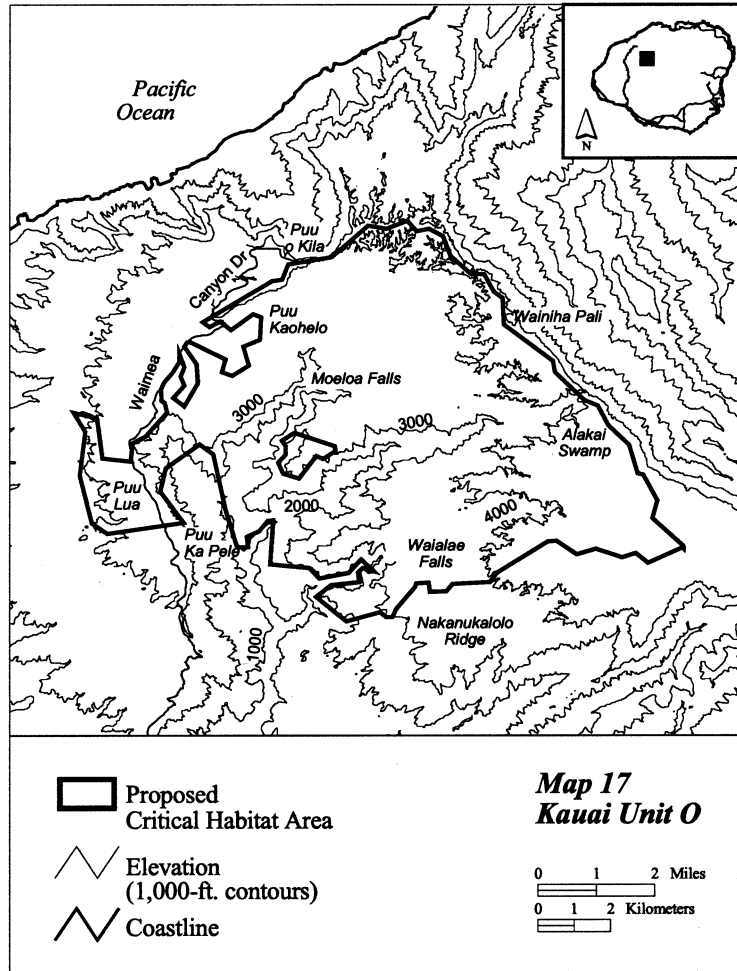 Pacific
Ocean
N
Puu
o Kila
Canyon Dr
Puu
Kaohelo
Wainiha Pali
Waimea
Moeloa Falls
3000
3000
Alakai
Swamp
Puu
Lua
2000
4000
Puu
Ka Pele
Waialae
Falls
1000
Nakanukalolo
Ridge
Proposed
Critical Habitat Area
Elevation
(1,000-ft. contours)
Coastline
Map 17
Kauai Unit O
0 1 2 Miles
0 1 2 Kilometers